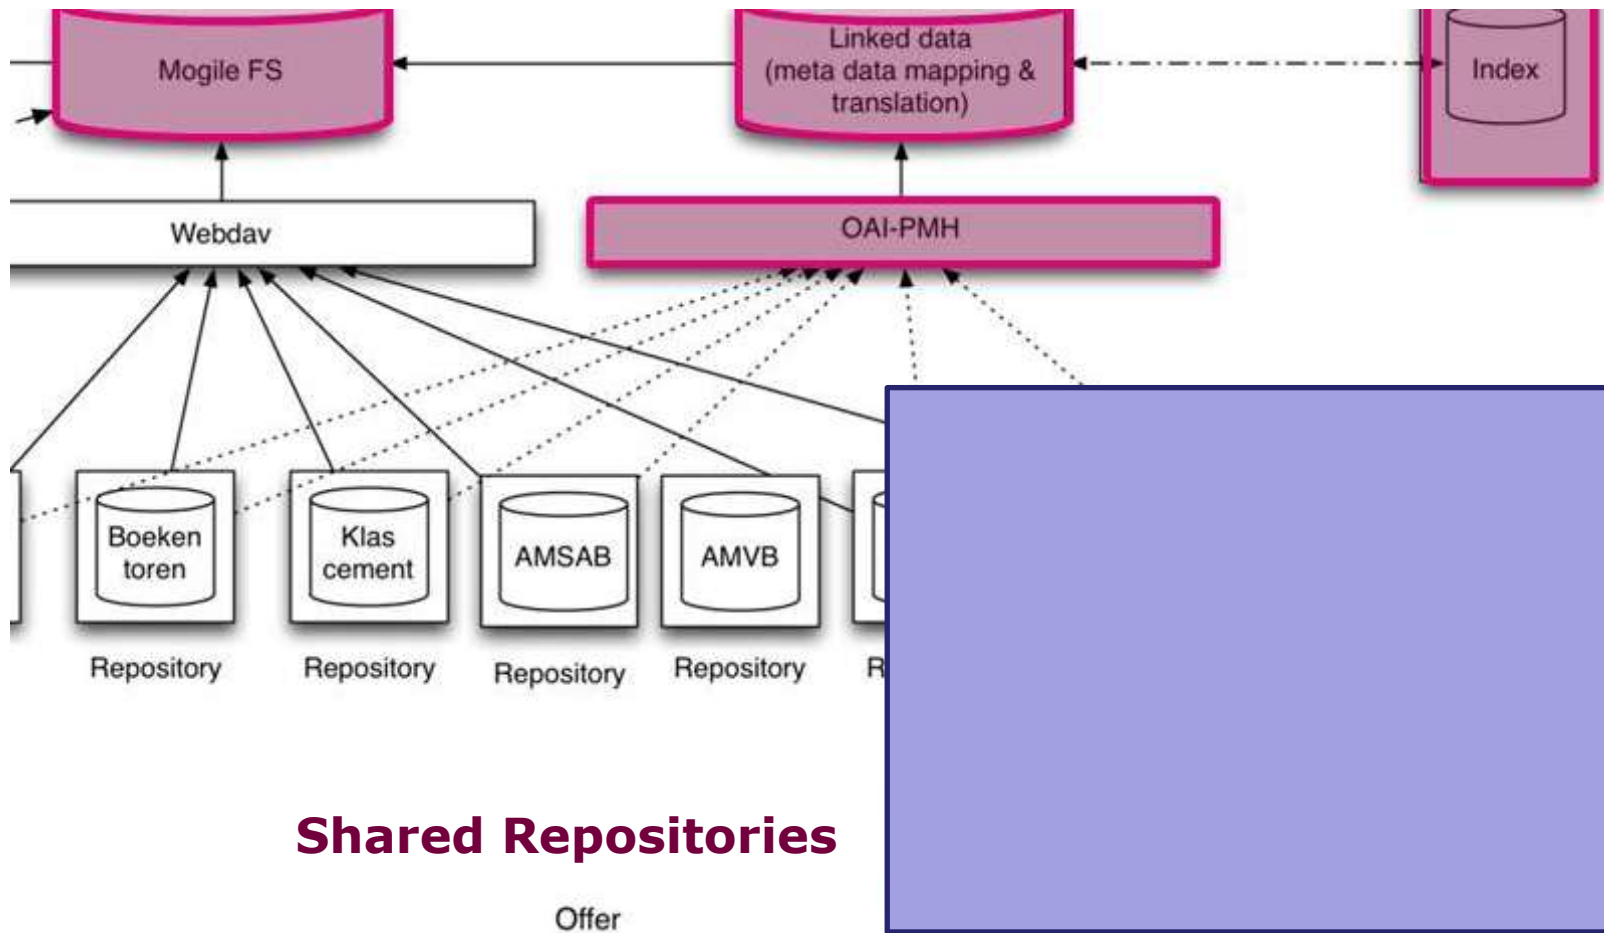 Mogile FS
Linked data
(meta data mapping &
translation)
Index
Webdav
OAI-PMH
Boeken
toren
Klas
cement
AMSAB
AMVB
Repository
Repository
Repository
Repository
R
Shared Repositories
Offer